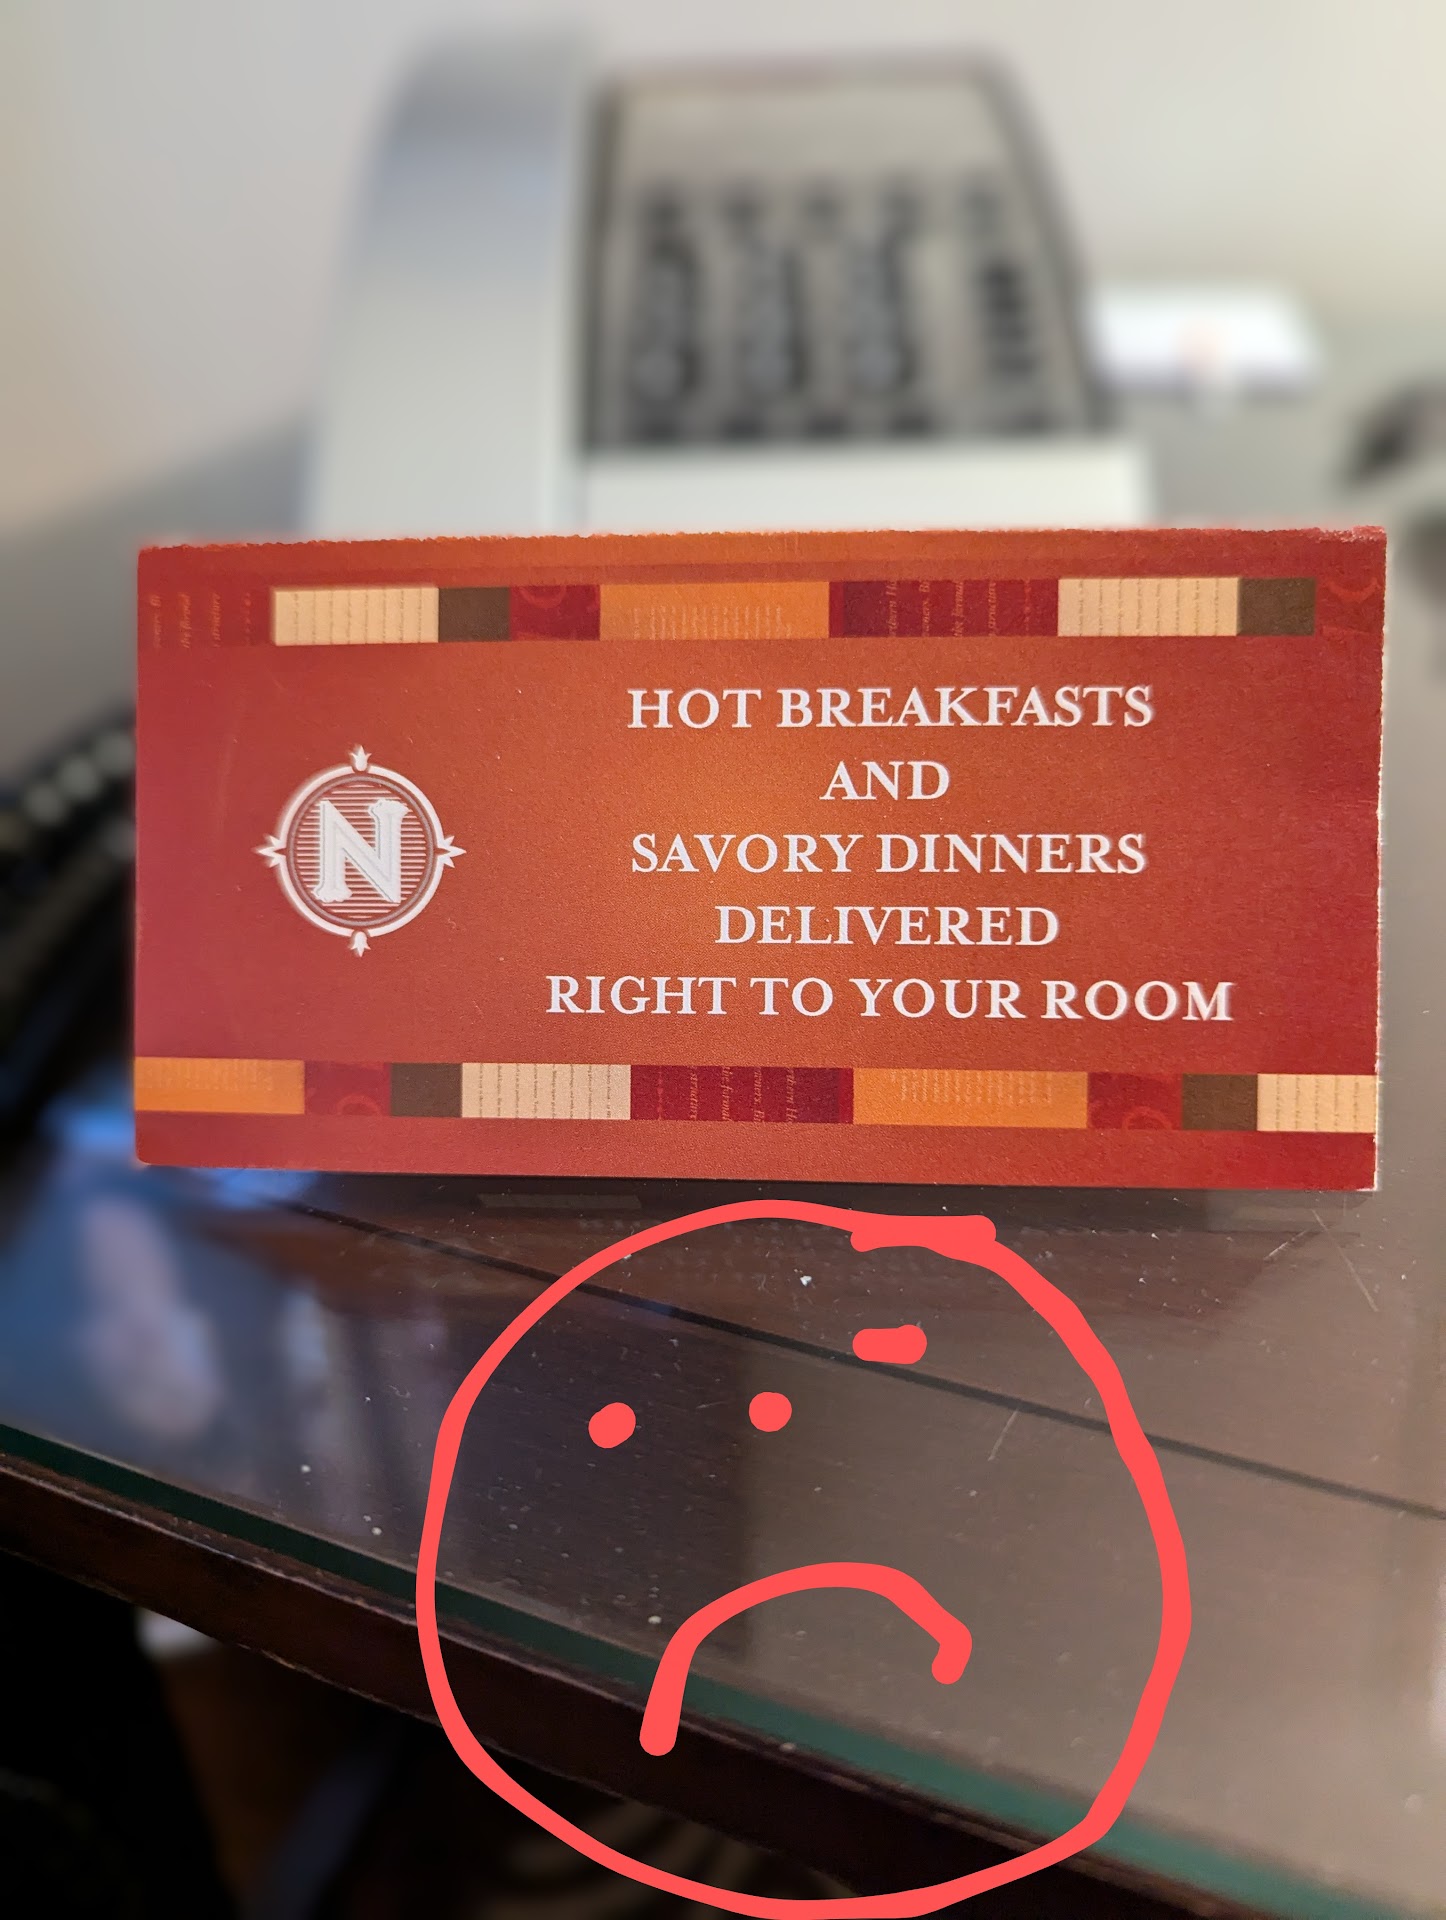 N
HOT BREAKFASTS
AND
SAVORY DINNERS
DELIVERED
RIGHT TO YOUR ROOM